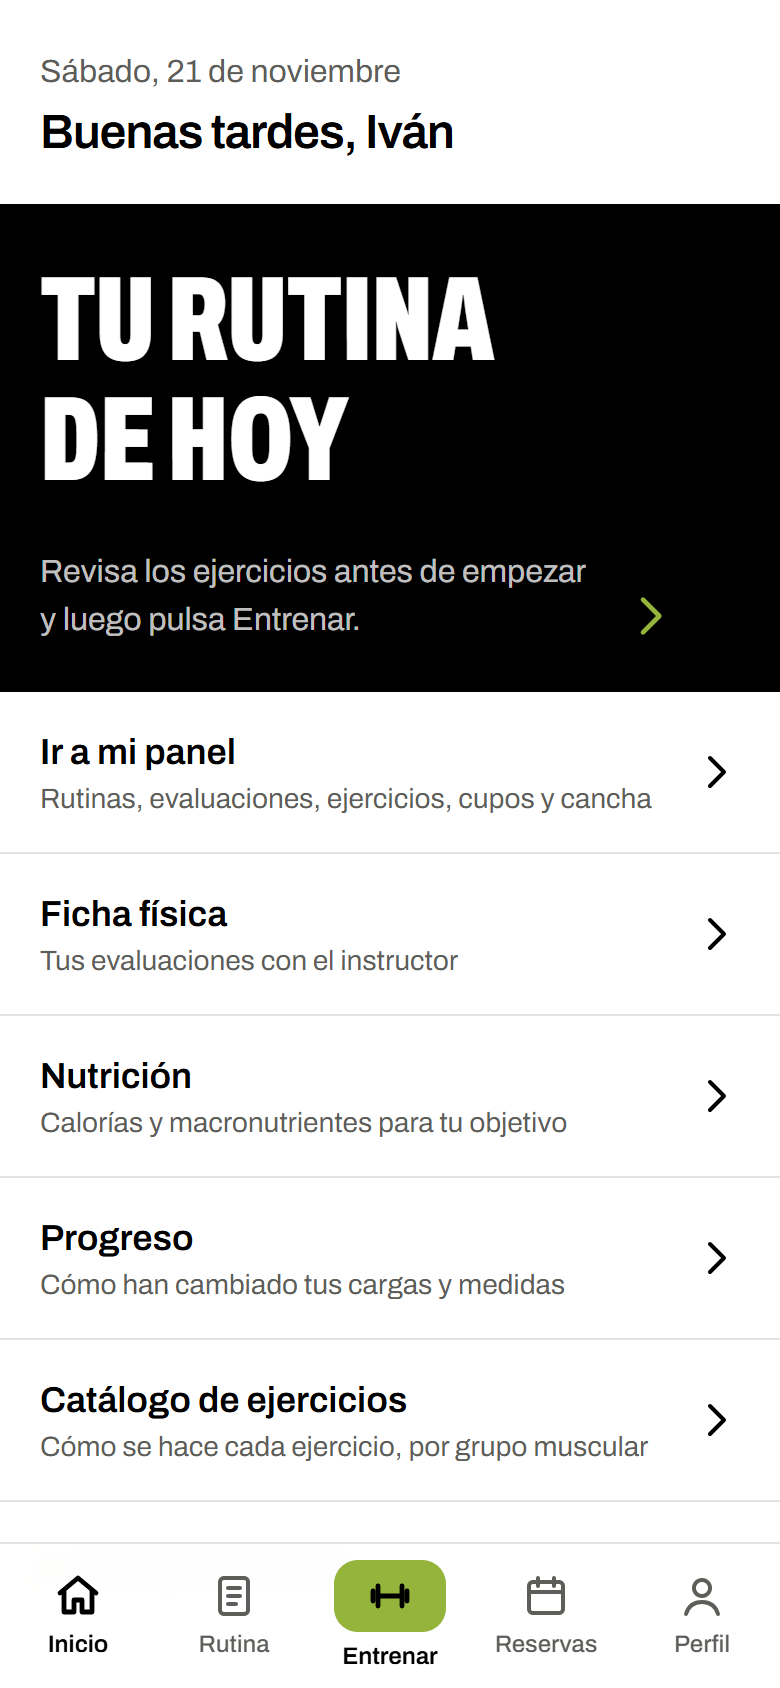 Sábado, 21 de noviembre
Buenas tardes, Iván
TU RUTINA
DE HOY
Revisa los ejercicios antes de empezar
y luego pulsa Entrenar.
Ir a mi panel
Rutinas, evaluaciones, ejercicios, cupos y cancha
Ficha física
Tus evaluaciones con el instructor
Nutrición
Calorías y macronutrientes para tu objetivo
Progreso
Cómo han cambiado tus cargas y medidas
Catálogo de ejercicios
Cómo se hace cada ejercicio, por grupo muscular
Inicio
Rutina
Entrenar
Reservas
Perfil